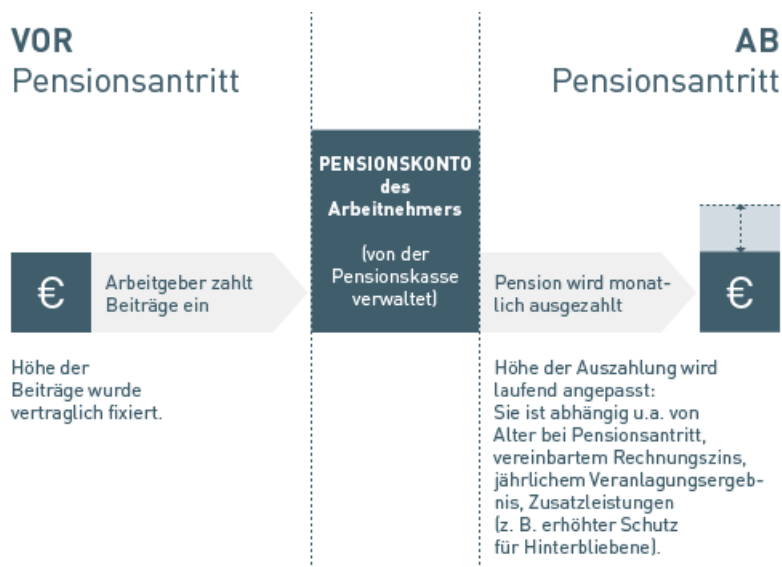 VOR
Pensionsantritt
AB
Pensionsantritt
PENSIONSKONTO
des
Arbeitnehmers
(von der
Pensionskasse
verwaltet)
€
Arbeitgeber zahlt
Beiträge ein
Pension wird monat-
lich ausgezahlt
€
Höhe der
Beiträge wurde
vertraglich fixiert.
Höhe der Auszahlung wird
laufend angepasst:
Sie ist abhängig u.a. von
Alter bei Pensionsantritt,
vereinbartem Rechnungszins,
jährlichem Veranlagungsergeb-
nis, Zusatzleistungen
(z. B. erhöhter Schutz
für Hinterbliebene).